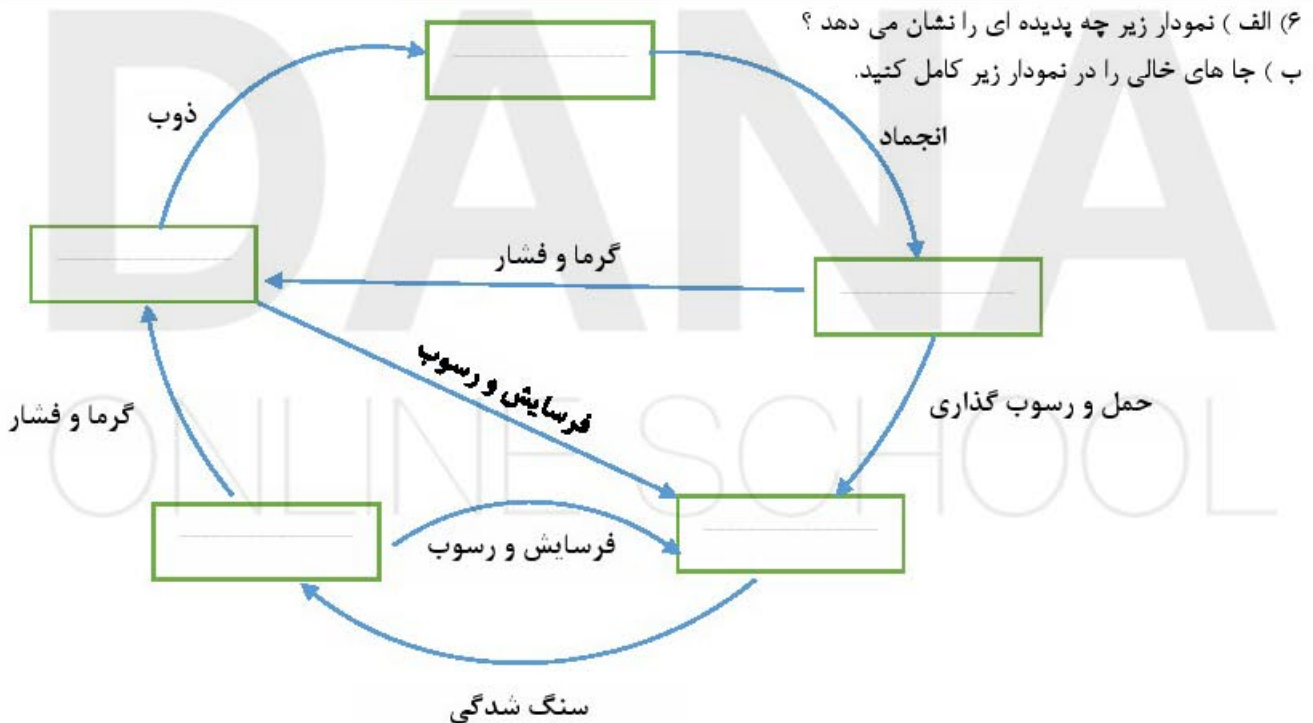 ۶) الف ) نمودار زیر چه پدیده ای را نشان می دهد ؟
ب ) جا های خالی را در نمودار زیر کامل کنید.
ذوب
انجماد
گرما و فشار
فرسایش و رسوب
حمل و رسوب گذاری
گرما و فشار
فرسایش و رسوب
سنگ شدگی
DANA
ONLINE SCHOOL